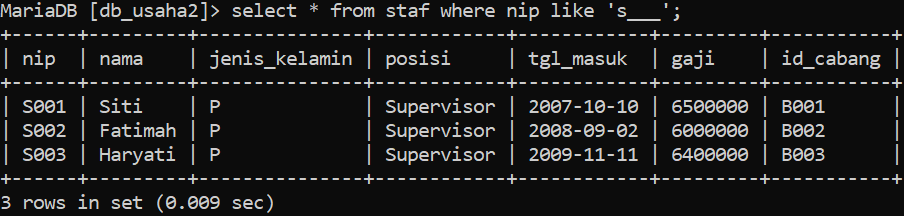 MariaDB [db_usaha2]> select * from staf where nip like 's___';
+------+---------+---------------+------------+------------+---------+-----------+
| nip  | nama    | jenis_kelamin | posisi     | tgl_masuk  | gaji    | id_cabang |
+------+---------+---------------+------------+------------+---------+-----------+
| S001 | Siti    | P             | Supervisor | 2007-10-10 | 6500000 | B001      |
| S002 | Fatimah | P             | Supervisor | 2008-09-02 | 6000000 | B002      |
| S003 | Haryati | P             | Supervisor | 2009-11-11 | 6400000 | B003      |
+------+---------+---------------+------------+------------+---------+-----------+
3 rows in set (0.009 sec)